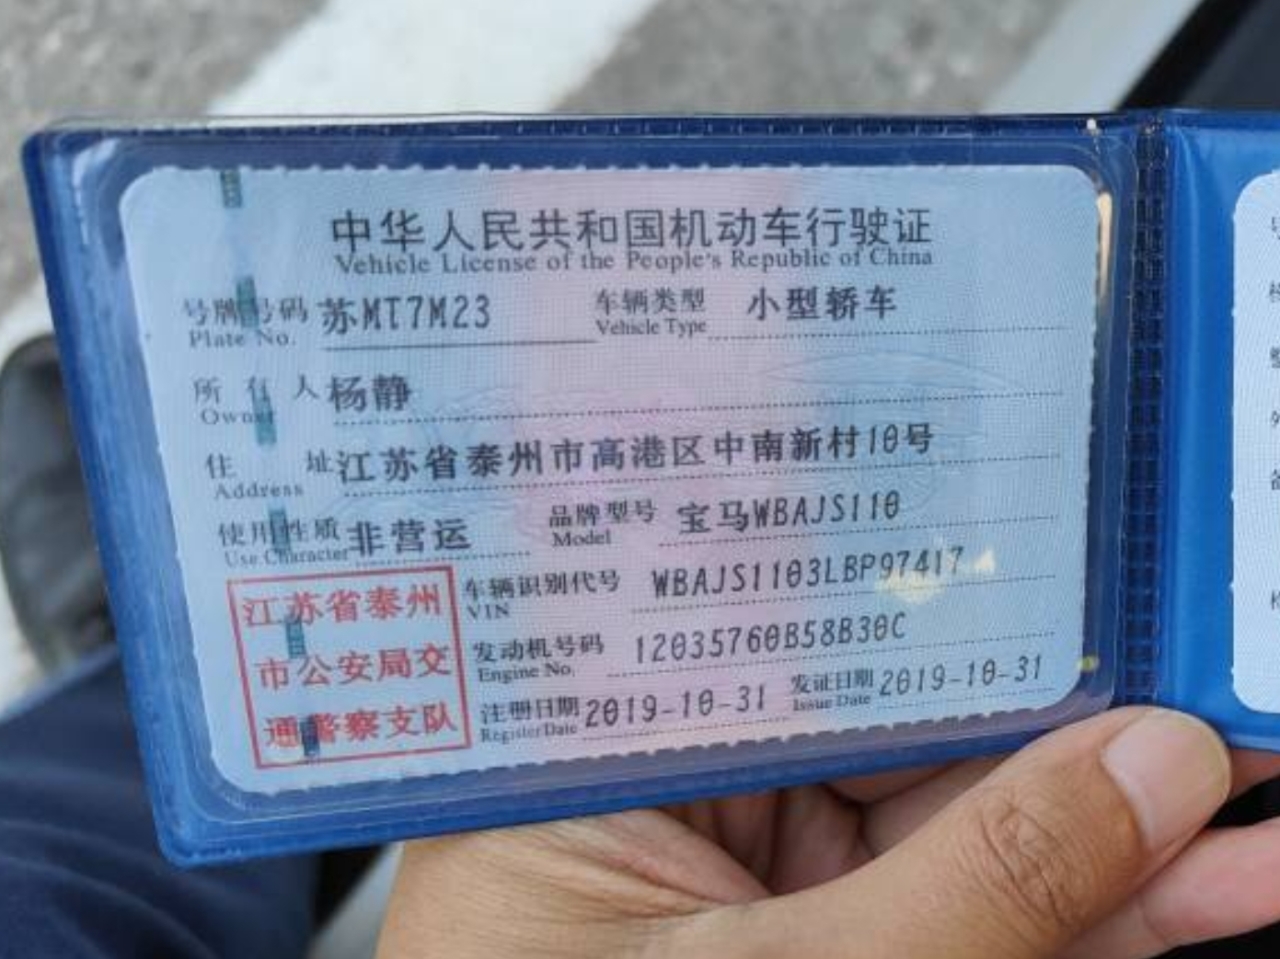 中华人民共和国机动车行驶证
Vehicle License of the People's Republic of China
号牌号码 苏MT7M23 车辆类型 小型轿车
Plate No. Vehicle Type
所有人 杨静
Owner
住址 江苏省泰州市高港区中南新村10号
Address
使用性质 非营运 品牌型号 宝马WBAJS110
Use Character Model
车辆识别代号 WBAJS1103LBP97417
VIN
发动机号码 12035760B58B30C
Engine No.
注册日期 2019-10-31 发证日期 2019-10-31
Register Date Issue Date
江苏省泰州
市公安局交
通警察支队